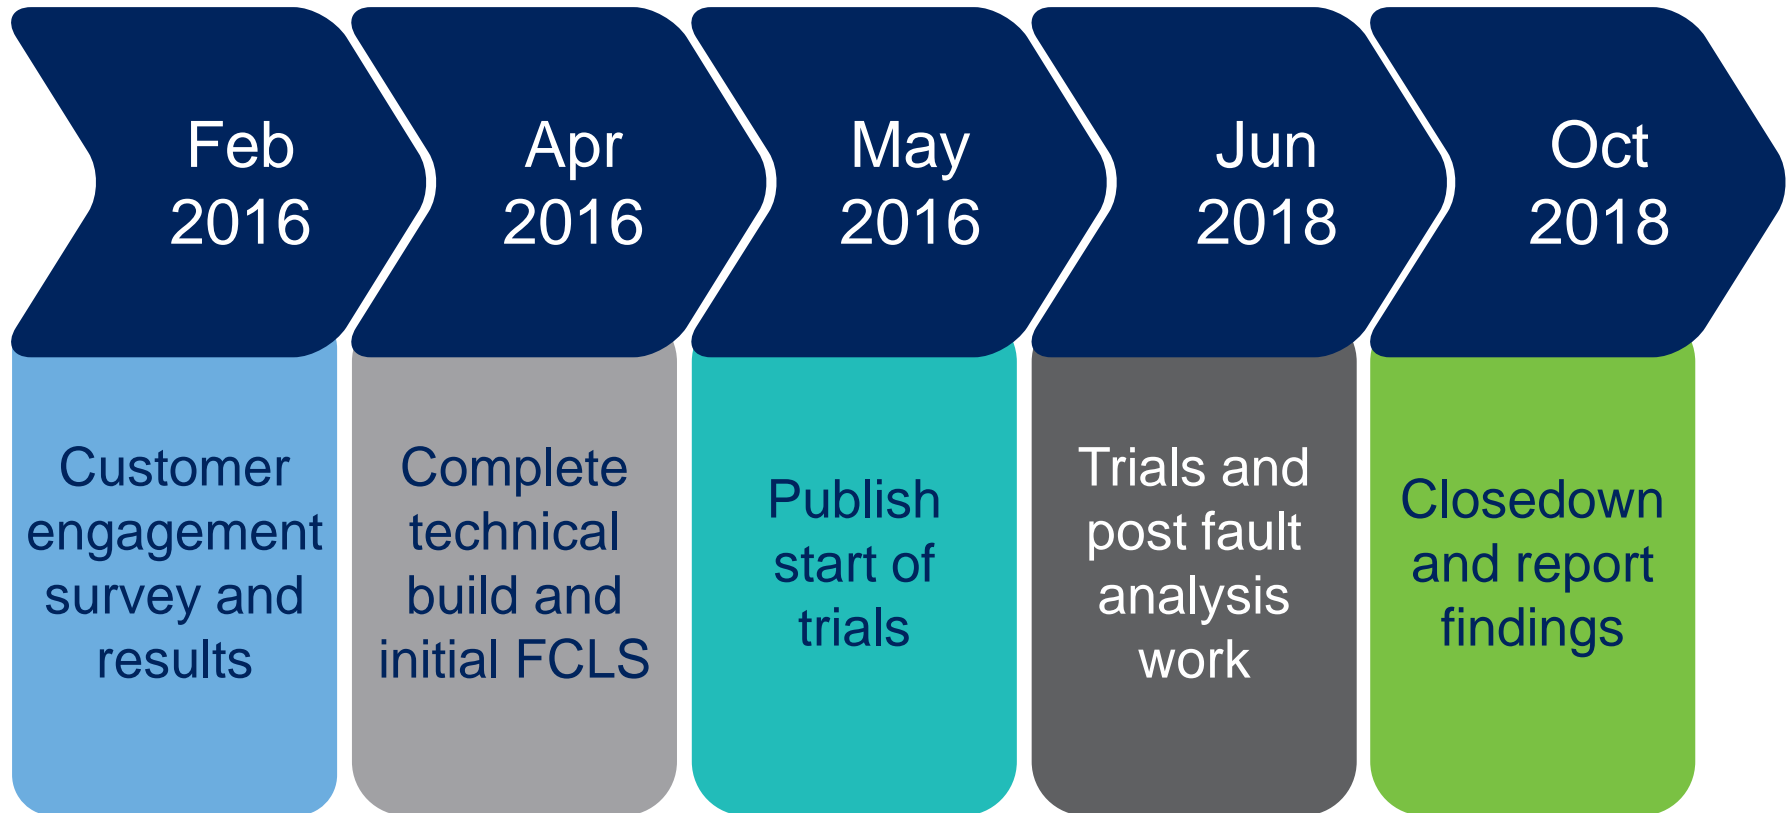 Feb
2016
Apr
2016
May
2016
Jun
2018
Oct
2018
Customer
engagement
survey and
results
Complete
technical
build and
initial FCLS
Publish
start of
trials
Trials and
post fault
analysis
work
Closedown
and report
findings